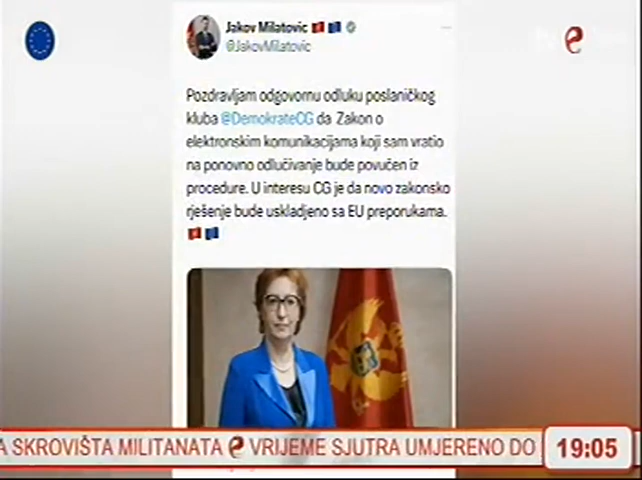 Jakov Milatovic
@JakovMilatovic
Pozdravljam odgovornu odluku poslaničkog
kluba @DemokrateCG da Zakon o
elektronskim komunikacijama koji sam vratio
na ponovno odlučivanje bude povučen iz
procedure. U interesu CG je da novo zakonsko
rješenje bude uskladjeno sa EU preporukama.
A SKROVIŠTA MILITANATA e VRIJEME SJUTRA UMJERENO DO
19:05